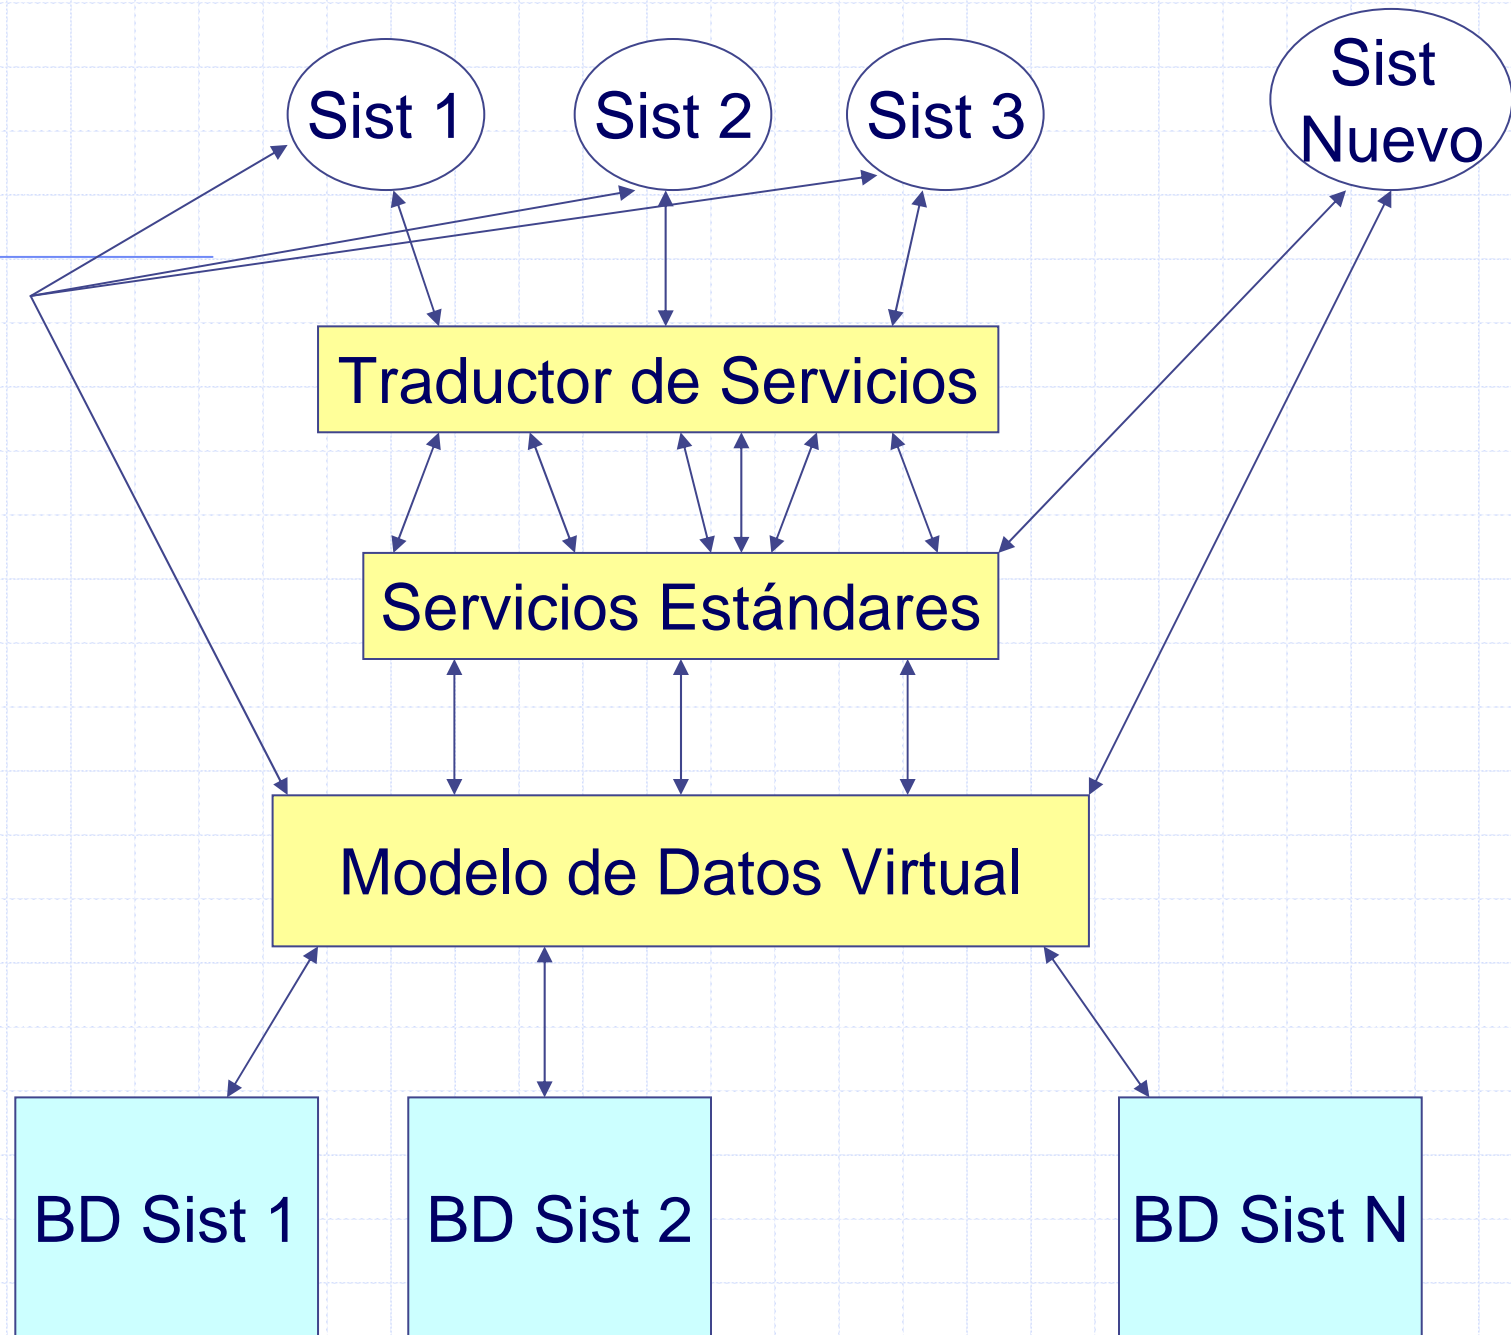 Sist 1
Sist 2
Sist 3
Sist
Nuevo
Traductor de Servicios
Servicios Estándares
Modelo de Datos Virtual
BD Sist 1
BD Sist 2
BD Sist N